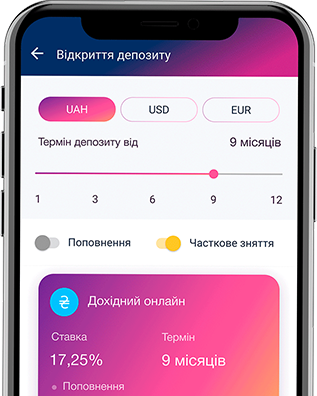 Відкриття депозиту
UAH USD EUR
Термін депозиту від 9 місяців
1 3 6 9 12
Поповнення Часткове зняття
₴ Дохідний онлайн
Ставка Термін
17,25% 9 місяців
• Поповнення